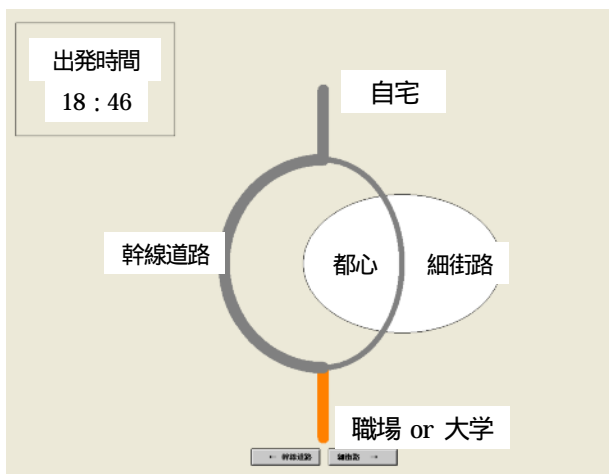 出発時間
18：46
自宅
幹線道路
都心
細街路
職場 or 大学
← 幹線道路
細街路 →